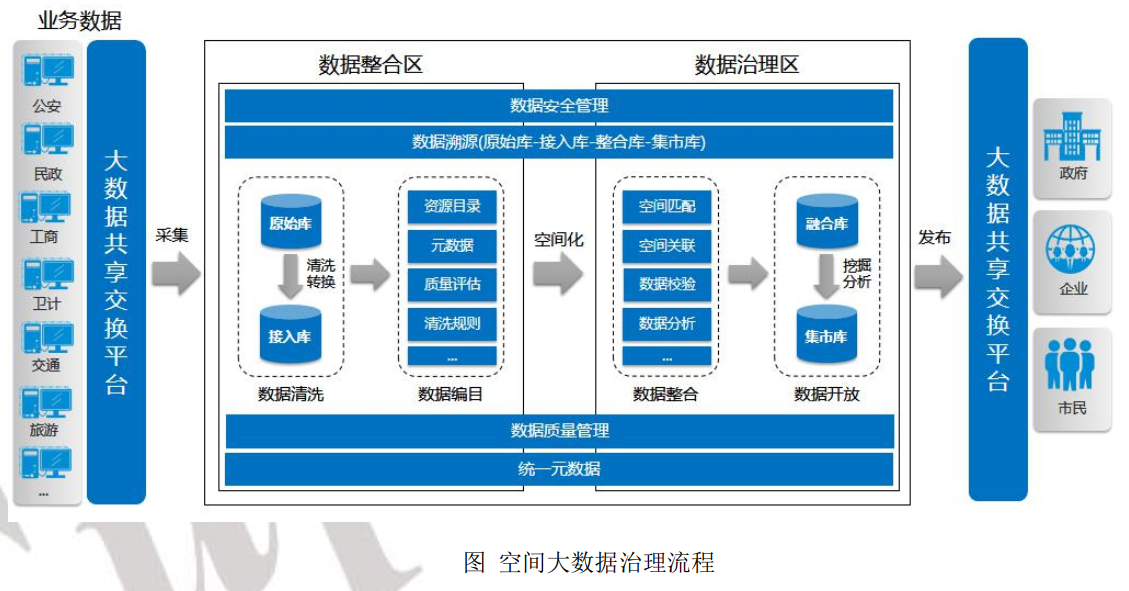 业务数据
公安
民政
工商
卫计
交通
旅游
...
大数据共享交换平台
采集
数据整合区
数据治理区
数据安全管理
数据溯源(原始库-接入库-整合库-集市库)
原始库
清洗
转换
接入库
数据清洗
资源目录
元数据
质量评估
清洗规则
...
数据编目
空间化
空间匹配
空间关联
数据校验
数据分析
...
数据整合
融合库
挖掘
分析
集市库
数据开放
数据质量管理
统一元数据
发布
大数据共享交换平台
政府
企业
市民
图 空间大数据治理流程